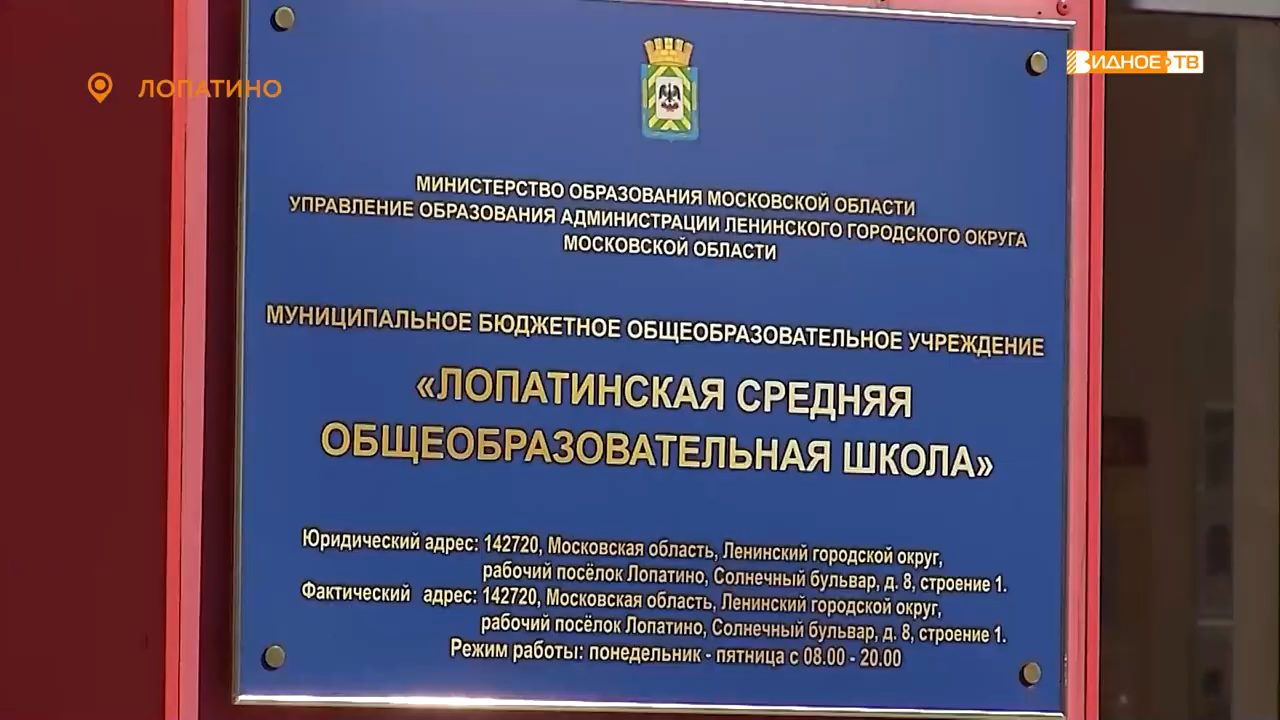 ЛОПАТИНО
ВИДНОЕ ТВ
МИНИСТЕРСТВО ОБРАЗОВАНИЯ МОСКОВСКОЙ ОБЛАСТИ
УПРАВЛЕНИЕ ОБРАЗОВАНИЯ АДМИНИСТРАЦИИ ЛЕНИНСКОГО ГОРОДСКОГО ОКРУГА
МОСКОВСКОЙ ОБЛАСТИ
МУНИЦИПАЛЬНОЕ БЮДЖЕТНОЕ ОБЩЕОБРАЗОВАТЕЛЬНОЕ УЧРЕЖДЕНИЕ
«ЛОПАТИНСКАЯ СРЕДНЯЯ
ОБЩЕОБРАЗОВАТЕЛЬНАЯ ШКОЛА»
Юридический адрес: 142720, Московская область, Ленинский городской округ,
рабочий посёлок Лопатино, Солнечный бульвар, д. 8, строение 1.
Фактический адрес: 142720, Московская область, Ленинский городской округ,
рабочий посёлок Лопатино, Солнечный бульвар, д. 8, строение 1.
Режим работы: понедельник - пятница с 08.00 - 20.00